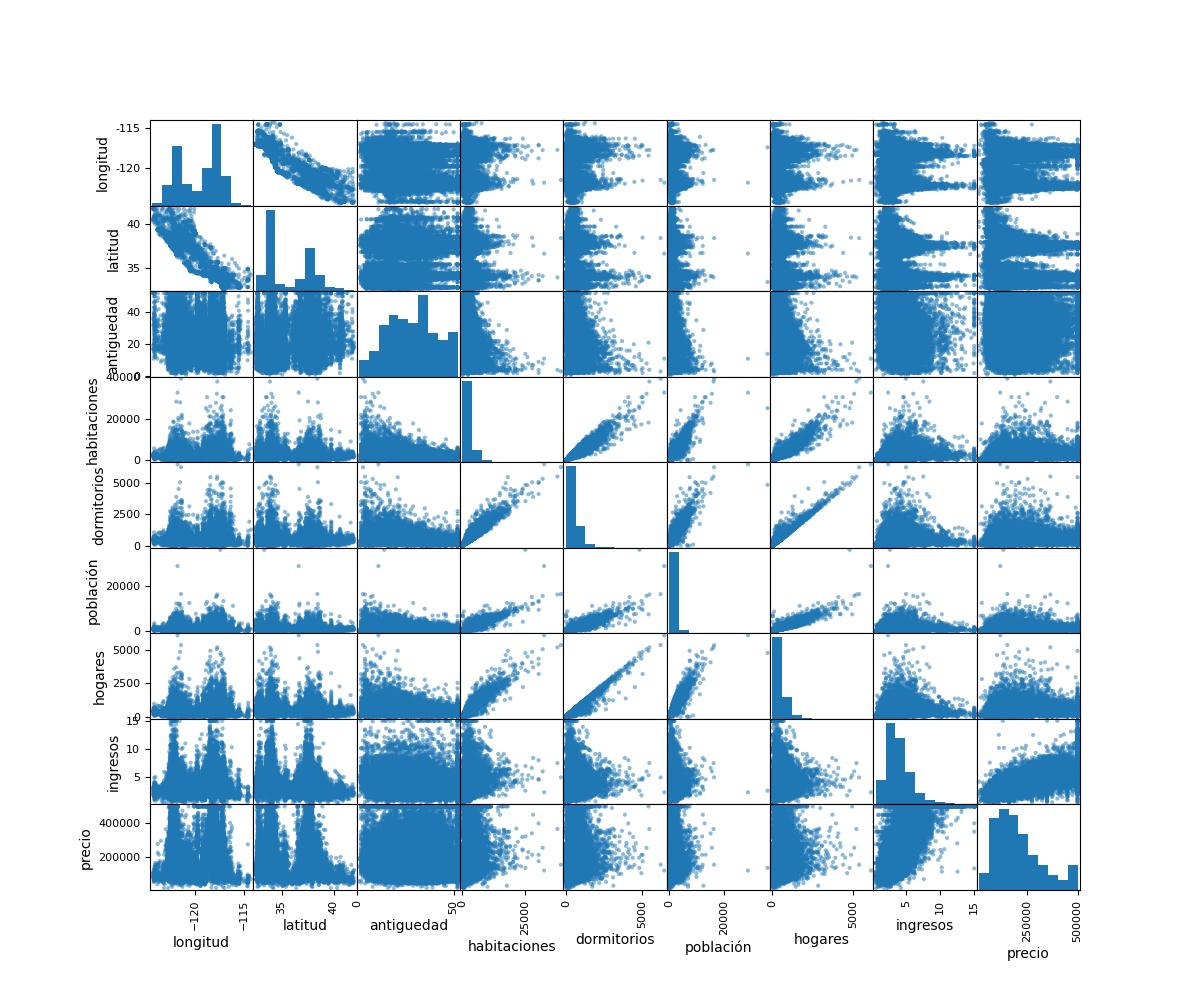 -115
-120
longitud
40
35
latitud
40
20
0
antiguedad
40000
20000
0
habitaciones
5000
2500
0
dormitorios
20000
0
población
5000
2500
0
hogares
15
10
5
ingresos
400000
200000
precio
−120
−115
35
40
0
50
0
25000
0
5000
0
20000
0
5000
5
10
15
250000
500000
longitud
latitud
antiguedad
habitaciones
dormitorios
población
hogares
ingresos
precio